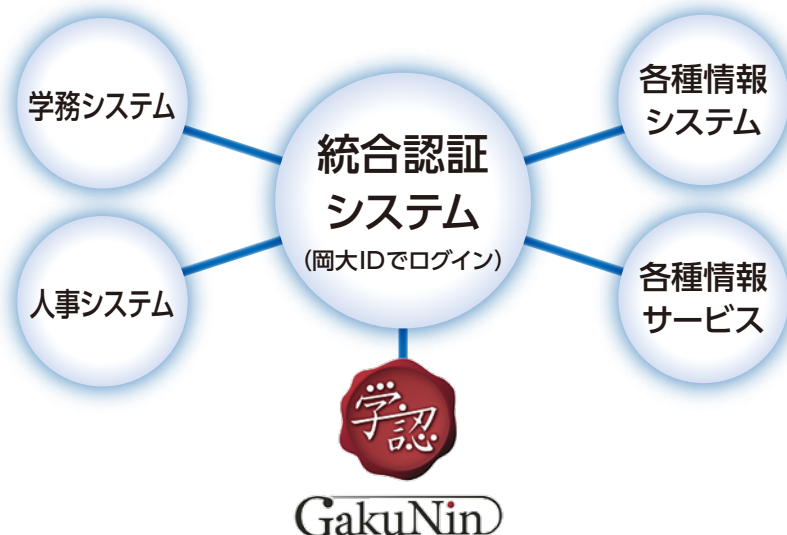 学務システム
人事システム
統合認証
システム
(岡大IDでログイン)
各種情報
システム
各種情報
サービス
学認
GakuNin